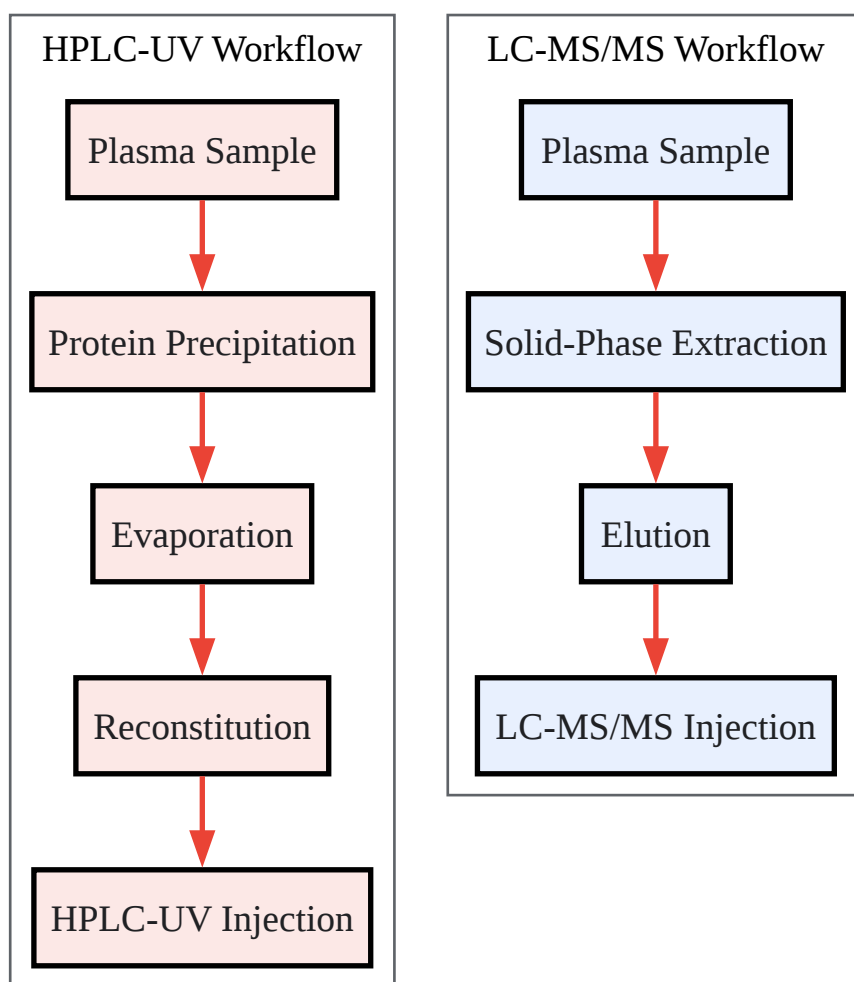 HPLC-UV Workflow
Plasma Sample
Protein Precipitation
Evaporation
Reconstitution
HPLC-UV Injection
LC-MS/MS Workflow
Plasma Sample
Solid-Phase Extraction
Elution
LC-MS/MS Injection